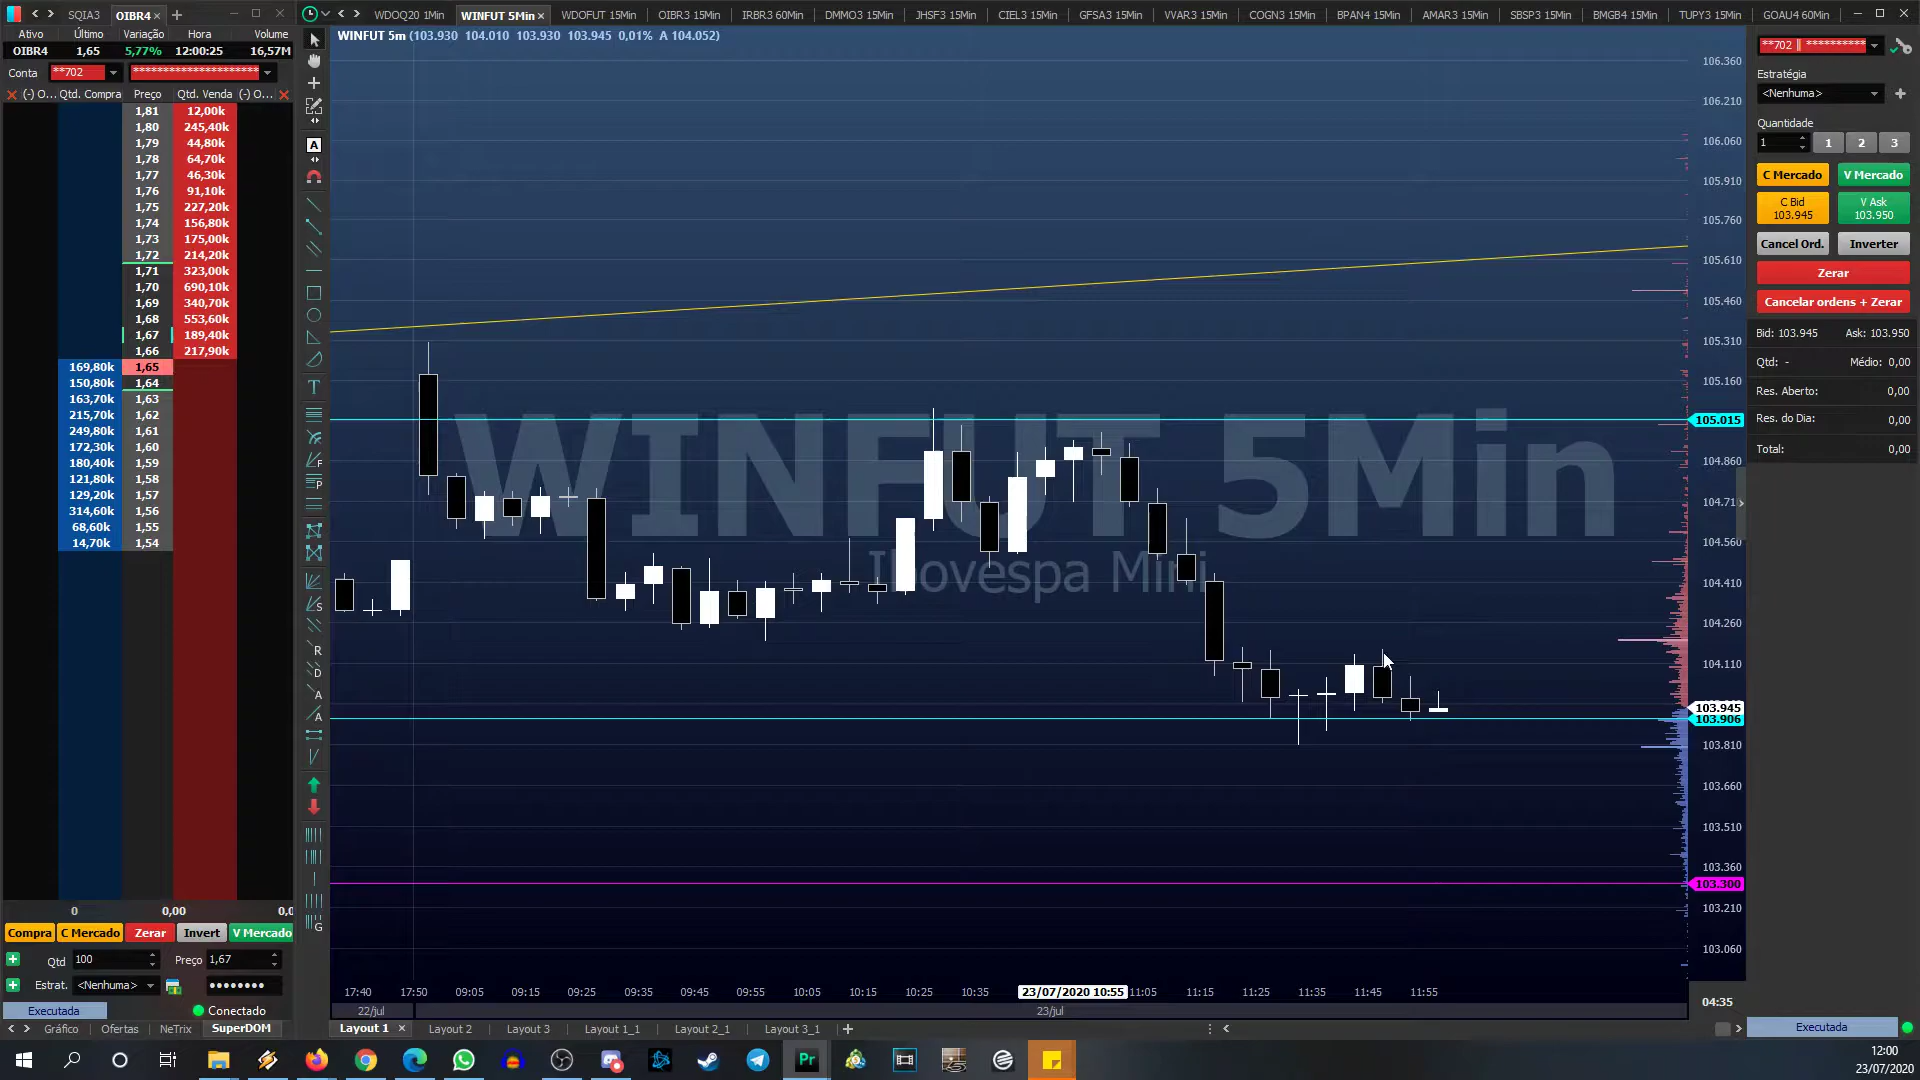 SQIA3 OIBR4
Ativo Último Variação Hora Volume
OIBR4 1,65 5,77% 12:00:25 16,57M
Conta **702 **********************
(-) O... Qtd. Compra Preço Qtd. Venda (-) O...
1,81 12,00k
1,80 245,40k
1,79 44,80k
1,78 64,70k
1,77 46,30k
1,76 91,10k
1,75 227,20k
1,74 156,80k
1,73 175,00k
1,72 214,20k
1,71 323,00k
1,70 690,10k
1,69 340,70k
1,68 553,60k
1,67 189,40k
1,66 217,90k
169,80k 1,65
150,80k 1,64
163,70k 1,63
215,70k 1,62
249,80k 1,61
172,30k 1,60
180,40k 1,59
121,80k 1,58
129,20k 1,57
314,60k 1,56
68,60k 1,55
14,70k 1,54
0 0,00 0,0
Compra C Mercado Zerar Invert V Mercado
Qtd 100 Preço 1,67
Estrat. <Nenhuma> ••••••••
Executada Conectado
Gráfico Ofertas NeTrix SuperDOM
WDOQ20 1Min WINFUT 5Min WDOFUT 15Min OIBR3 15Min IRBR3 60Min DMMO3 15Min JHSF3 15Min CIEL3 15Min GFSA3 15Min VVAR3 15Min COGN3 15Min BPAN4 15Min AMAR3 15Min SBSP3 15Min BMGB4 15Min TUPY3 15Min GOAU4 60Min
WINFUT 5m (103.930 104.010 103.930 103.945 0,01% A 104.052)
WINFUT 5Min
Ibovespa Mini
106.360
106.210
106.060
105.910
105.760
105.610
105.460
105.310
105.160
105.015
104.860
104.71
104.560
104.410
104.260
104.110
103.945
103.906
103.810
103.660
103.510
103.360
103.300
103.210
103.060
17:40 17:50 09:05 09:15 09:25 09:35 09:45 09:55 10:05 10:15 10:25 10:35 23/07/2020 10:55 11:05 11:15 11:25 11:35 11:45 11:55
22/jul 23/jul
04:35
Layout 1 Layout 2 Layout 3 Layout 1_1 Layout 2_1 Layout 3_1
**702 || **********
Estratégia
<Nenhuma>
Quantidade
1 1 2 3
C Mercado V Mercado
C Bid V Ask
103.945 103.950
Cancel Ord. Inverter
Zerar
Cancelar ordens + Zerar
Bid: 103.945 Ask: 103.950
Qtd: - Médio: 0,00
Res. Aberto: 0,00
Res. do Dia: 0,00
Total: 0,00
Executada
Pr
12:00
23/07/2020